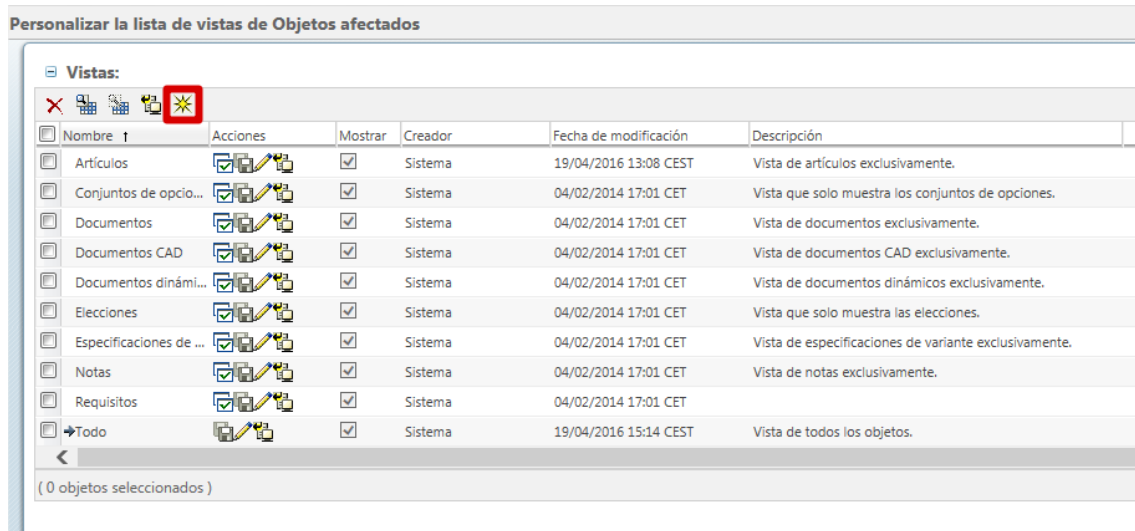 Personalizar la lista de vistas de Objetos afectados
Vistas:
Nombre ↑ Acciones Mostrar Creador Fecha de modificación Descripción
Artículos Sistema 19/04/2016 13:08 CEST Vista de artículos exclusivamente.
Conjuntos de opcio... Sistema 04/02/2014 17:01 CET Vista que solo muestra los conjuntos de opciones.
Documentos Sistema 04/02/2014 17:01 CET Vista de documentos exclusivamente.
Documentos CAD Sistema 04/02/2014 17:01 CET Vista de documentos CAD exclusivamente.
Documentos dinámi... Sistema 04/02/2014 17:01 CET Vista de documentos dinámicos exclusivamente.
Elecciones Sistema 04/02/2014 17:01 CET Vista que solo muestra las elecciones.
Especificaciones de ... Sistema 04/02/2014 17:01 CET Vista de especificaciones de variante exclusivamente.
Notas Sistema 04/02/2014 17:01 CET Vista de notas exclusivamente.
Requisitos Sistema 04/02/2014 17:01 CET
Todo Sistema 19/04/2016 15:14 CEST Vista de todos los objetos.
( 0 objetos seleccionados )